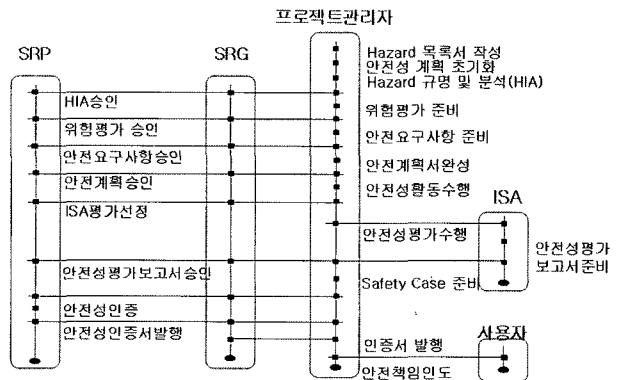 프로젝트관리자
SRP
SRG
Hazard 목록서 작성
안전성 계획 초기화
Hazard 규명 및 분석(HIA)
HIA승인
위험평가 준비
위험평가 승인
안전요구사항 준비
안전요구사항승인
안전계획서완성
안전계획승인
안전성활동수행
ISA
ISA평가선정
안전성평가수행
안전성평가
보고서준비
안전성평가보고서승인
Safety Case 준비
안전성인증
안전성인증서발행
사용자
인증서 발행
안전책임인도